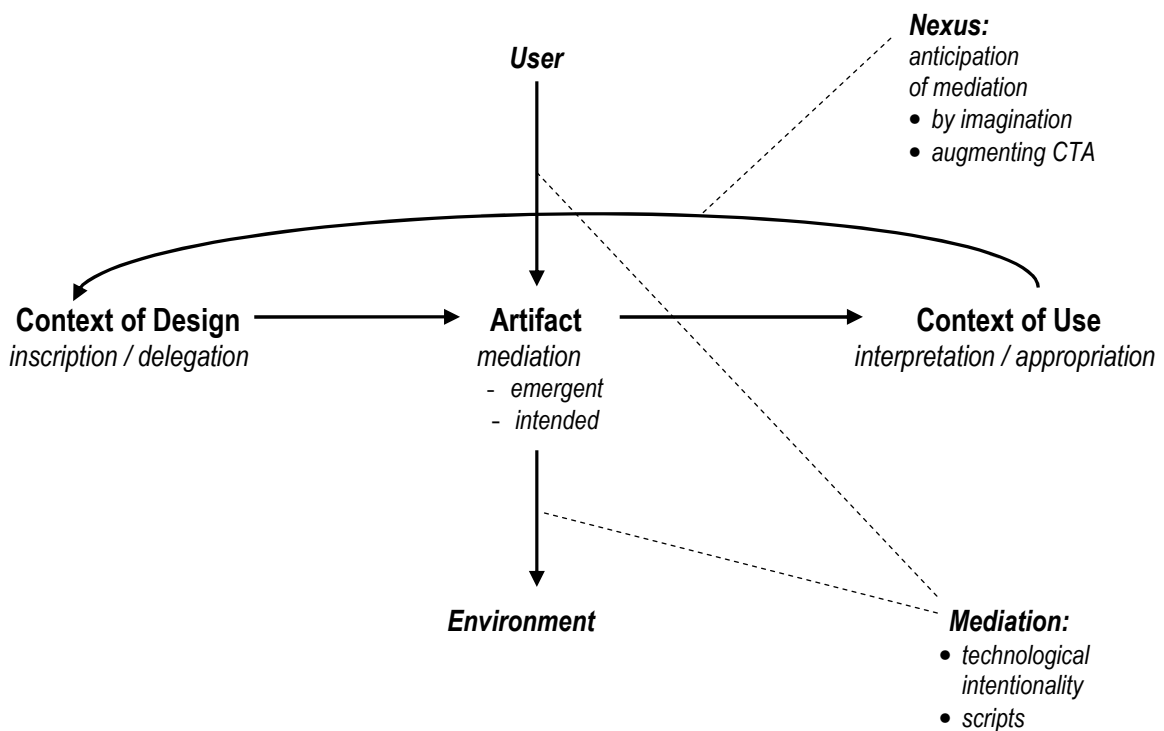 Nexus:
anticipation
of mediation
• by imagination
• augmenting CTA
User
Context of Design
inscription / delegation
Artifact
mediation
- emergent
- intended
Context of Use
interpretation / appropriation
Environment
Mediation:
• technological
intentionality
• scripts